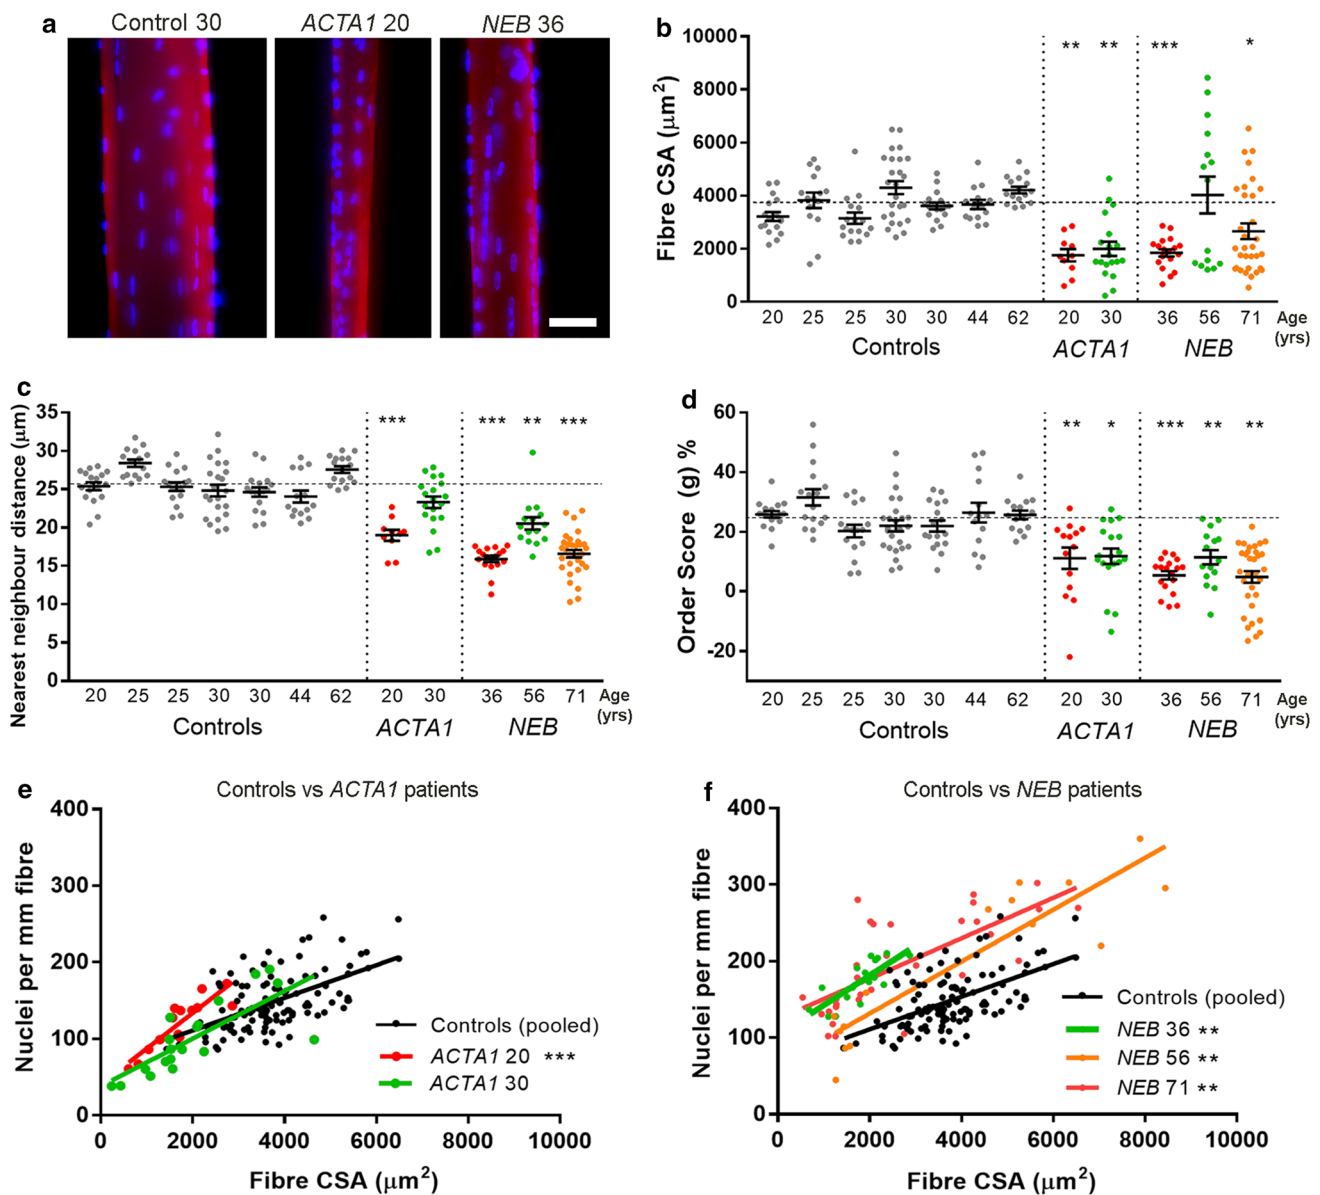 a
Control 30
ACTA1 20
NEB 36
b
Fibre CSA (µm²)
10000
8000
6000
4000
2000
0
** ** *** *
20 25 25 30 30 44 62 20 30 36 56 71 Age (yrs)
Controls ACTA1 NEB
c
Nearest neighbour distance (µm)
35
30
25
20
15
10
5
0
*** *** ** ***
20 25 25 30 30 44 62 20 30 36 56 71 Age (yrs)
Controls ACTA1 NEB
d
Order Score (g) %
60
40
20
0
-20
** * *** ** **
20 25 25 30 30 44 62 20 30 36 56 71 Age (yrs)
Controls ACTA1 NEB
e
Controls vs ACTA1 patients
Nuclei per mm fibre
400
300
200
100
0
Controls (pooled)
ACTA1 20 ***
ACTA1 30
0 2000 4000 6000 8000 10000
Fibre CSA (µm²)
f
Controls vs NEB patients
Nuclei per mm fibre
400
300
200
100
0
Controls (pooled)
NEB 36 **
NEB 56 **
NEB 71 **
0 2000 4000 6000 8000 10000
Fibre CSA (µm²)